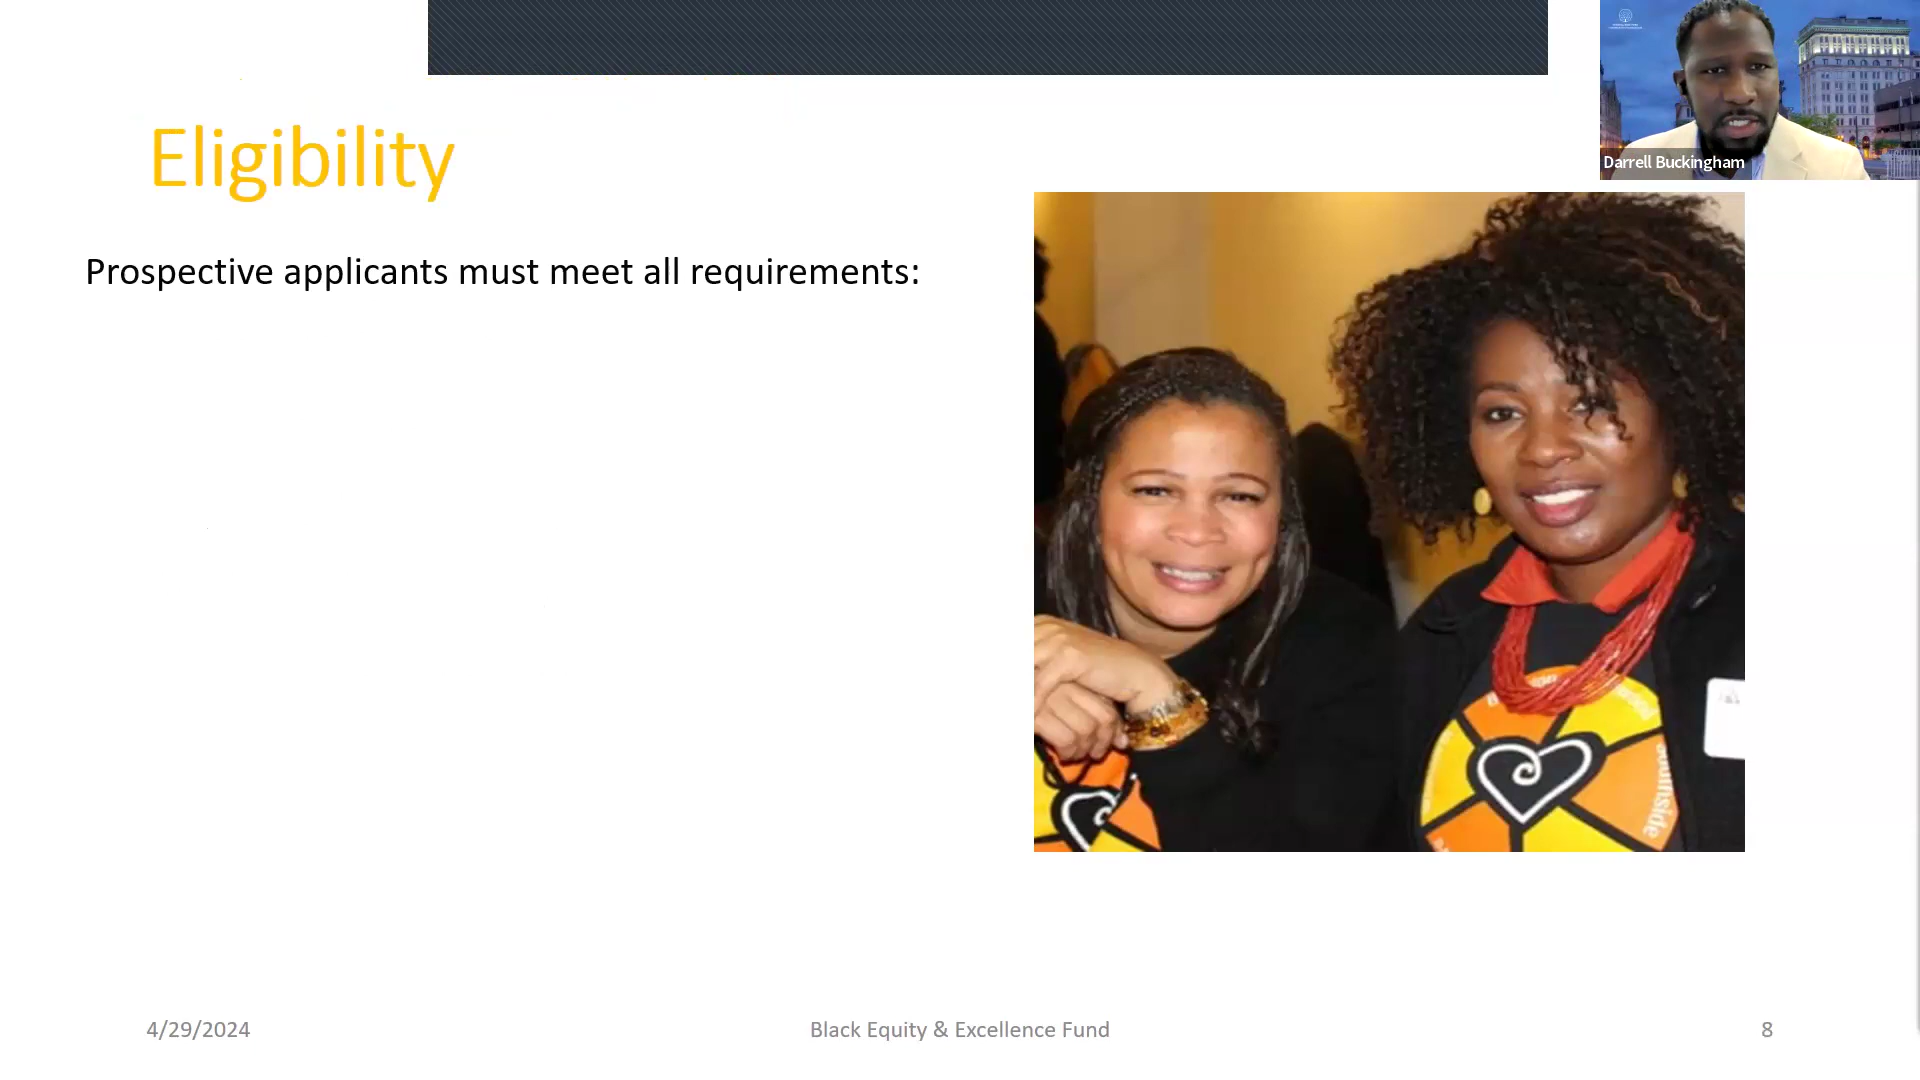 Darrell Buckingham
Eligibility
Prospective applicants must meet all requirements:
4/29/2024
Black Equity & Excellence Fund
8